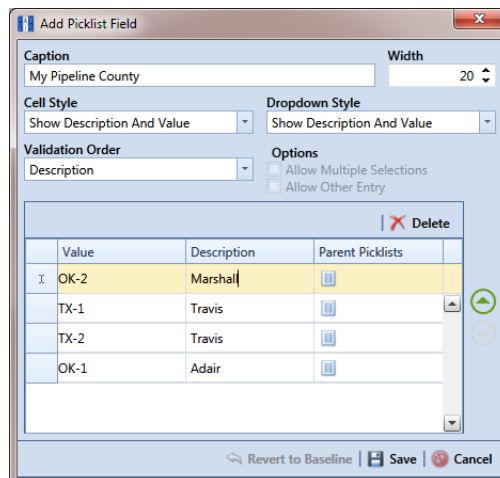 Add Picklist Field
Caption Width
My Pipeline County 20
Cell Style Dropdown Style
Show Description And Value Show Description And Value
Validation Order Options
Description Allow Multiple Selections
Allow Other Entry
Delete
Value Description Parent Picklists
OK-2 Marshall
TX-1 Travis
TX-2 Travis
OK-1 Adair
Revert to Baseline Save Cancel